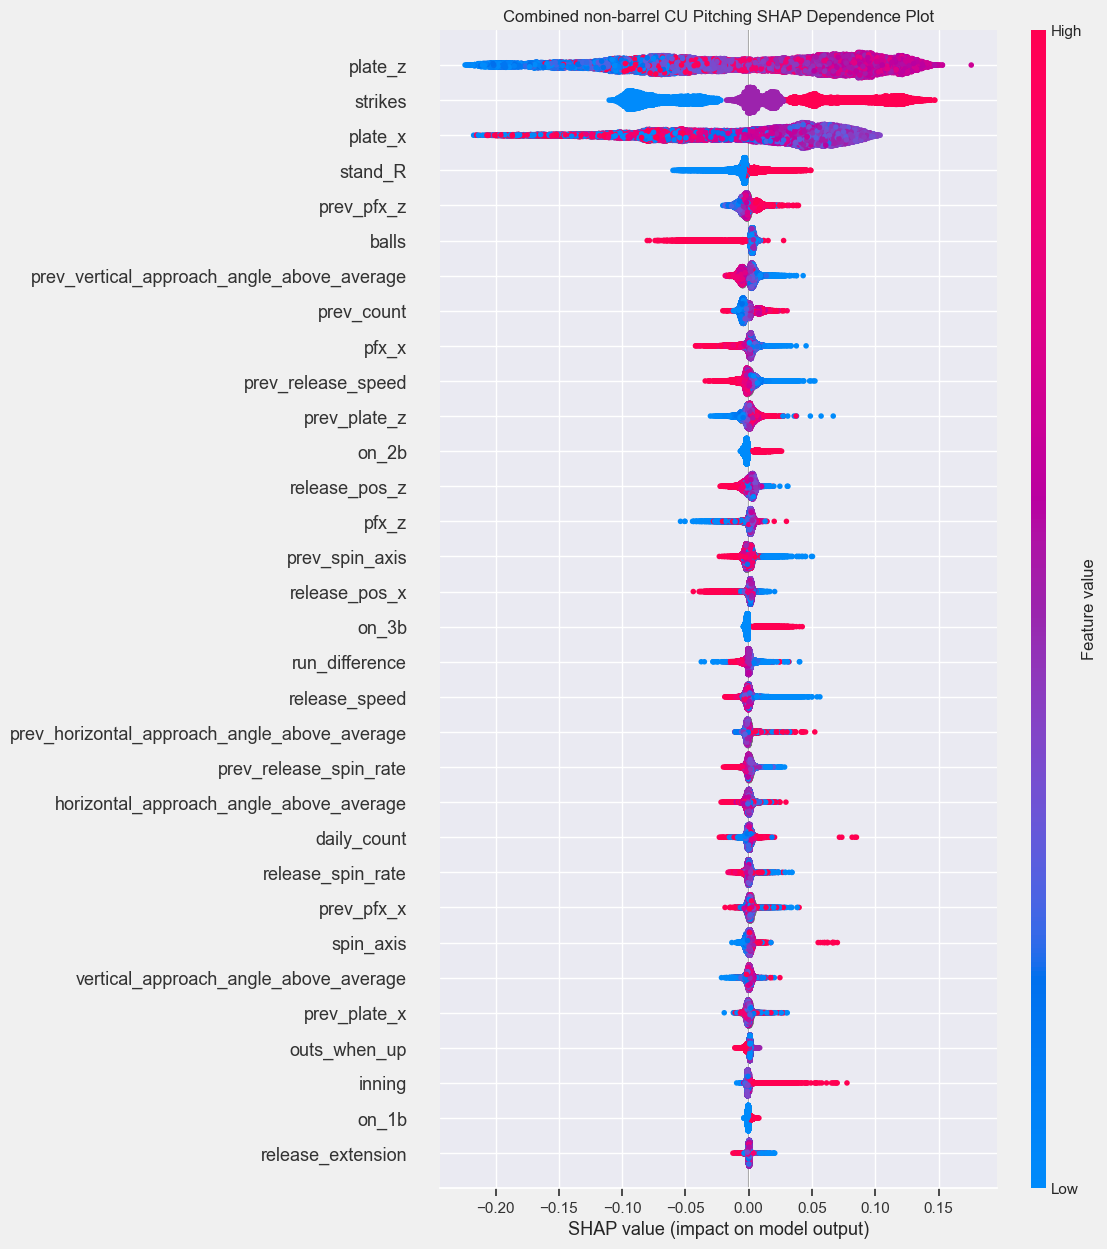 Combined non-barrel CU Pitching SHAP Dependence Plot
High
plate_z
strikes
plate_x
stand_R
prev_pfx_z
balls
prev_vertical_approach_angle_above_average
prev_count
pfx_x
prev_release_speed
prev_plate_z
on_2b
release_pos_z
pfx_z
prev_spin_axis
release_pos_x
on_3b
run_difference
release_speed
prev_horizontal_approach_angle_above_average
prev_release_spin_rate
horizontal_approach_angle_above_average
daily_count
release_spin_rate
prev_pfx_x
spin_axis
vertical_approach_angle_above_average
prev_plate_x
outs_when_up
inning
on_1b
release_extension
Feature value
Low
−0.20 −0.15 −0.10 −0.05 0.00 0.05 0.10 0.15
SHAP value (impact on model output)